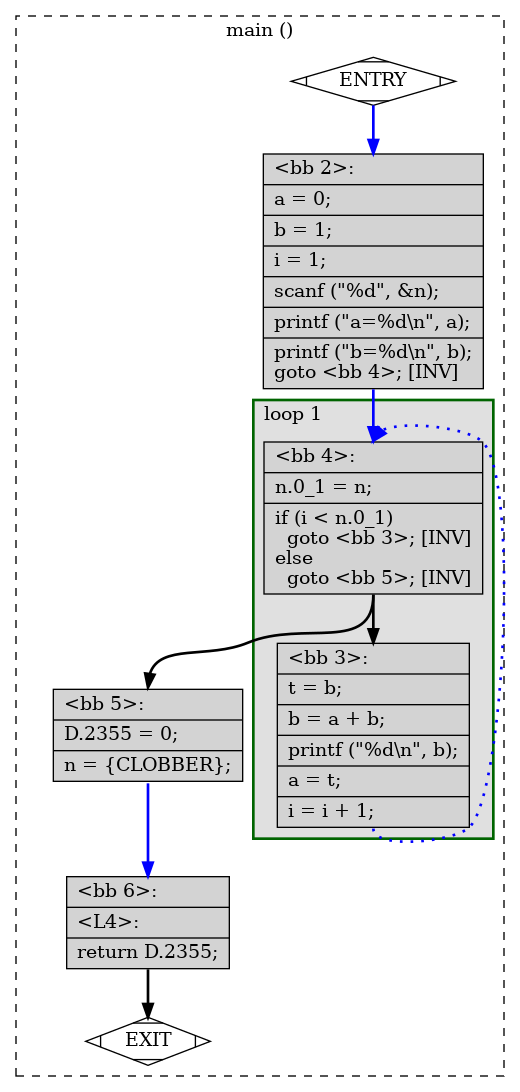 main ()
ENTRY
<bb 2>:
a = 0;
b = 1;
i = 1;
scanf ("%d", &n);
printf ("a=%d\n", a);
printf ("b=%d\n", b);
goto <bb 4>; [INV]
loop 1
<bb 4>:
n.0_1 = n;
if (i < n.0_1)
  goto <bb 3>; [INV]
else
  goto <bb 5>; [INV]
<bb 3>:
t = b;
b = a + b;
printf ("%d\n", b);
a = t;
i = i + 1;
<bb 5>:
D.2355 = 0;
n = {CLOBBER};
<bb 6>:
<L4>:
return D.2355;
EXIT